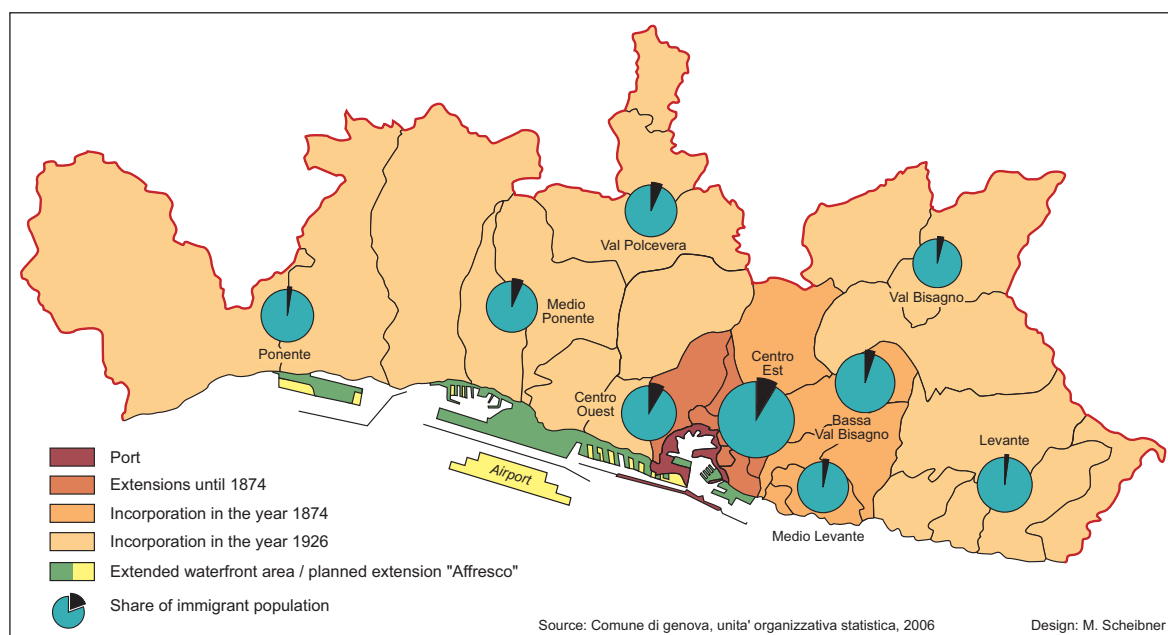 Val Polcevera
Val Bisagno
Medio
Ponente
Ponente
Centro
Est
Centro
Ouest
Bassa
Val Bisagno
Levante
Medio Levante
Airport
Port
Extensions until 1874
Incorporation in the year 1874
Incorporation in the year 1926
Extended waterfront area / planned extension "Affresco"
Share of immigrant population
Source: Comune di genova, unita' organizzativa statistica, 2006
Design: M. Scheibner